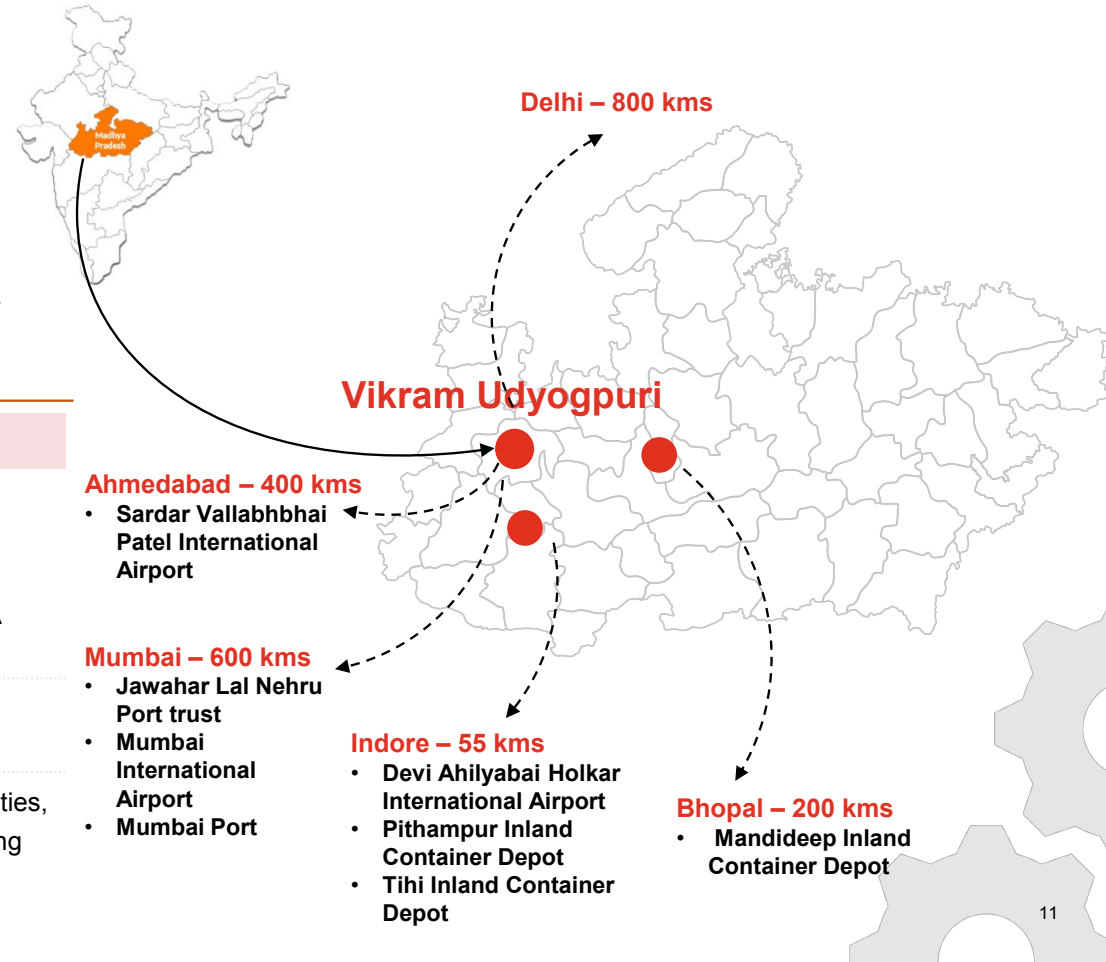 Madhya
Pradesh
Delhi – 800 kms
Vikram Udyogpuri
Ahmedabad – 400 kms
• Sardar Vallabhbhai
Patel International
Airport
Mumbai – 600 kms
• Jawahar Lal Nehru
Port trust
• Mumbai
International
Airport
• Mumbai Port
ties,
ng
Indore – 55 kms
• Devi Ahilyabai Holkar
International Airport
• Pithampur Inland
Container Depot
• Tihi Inland Container
Depot
Bhopal – 200 kms
• Mandideep Inland
Container Depot
11